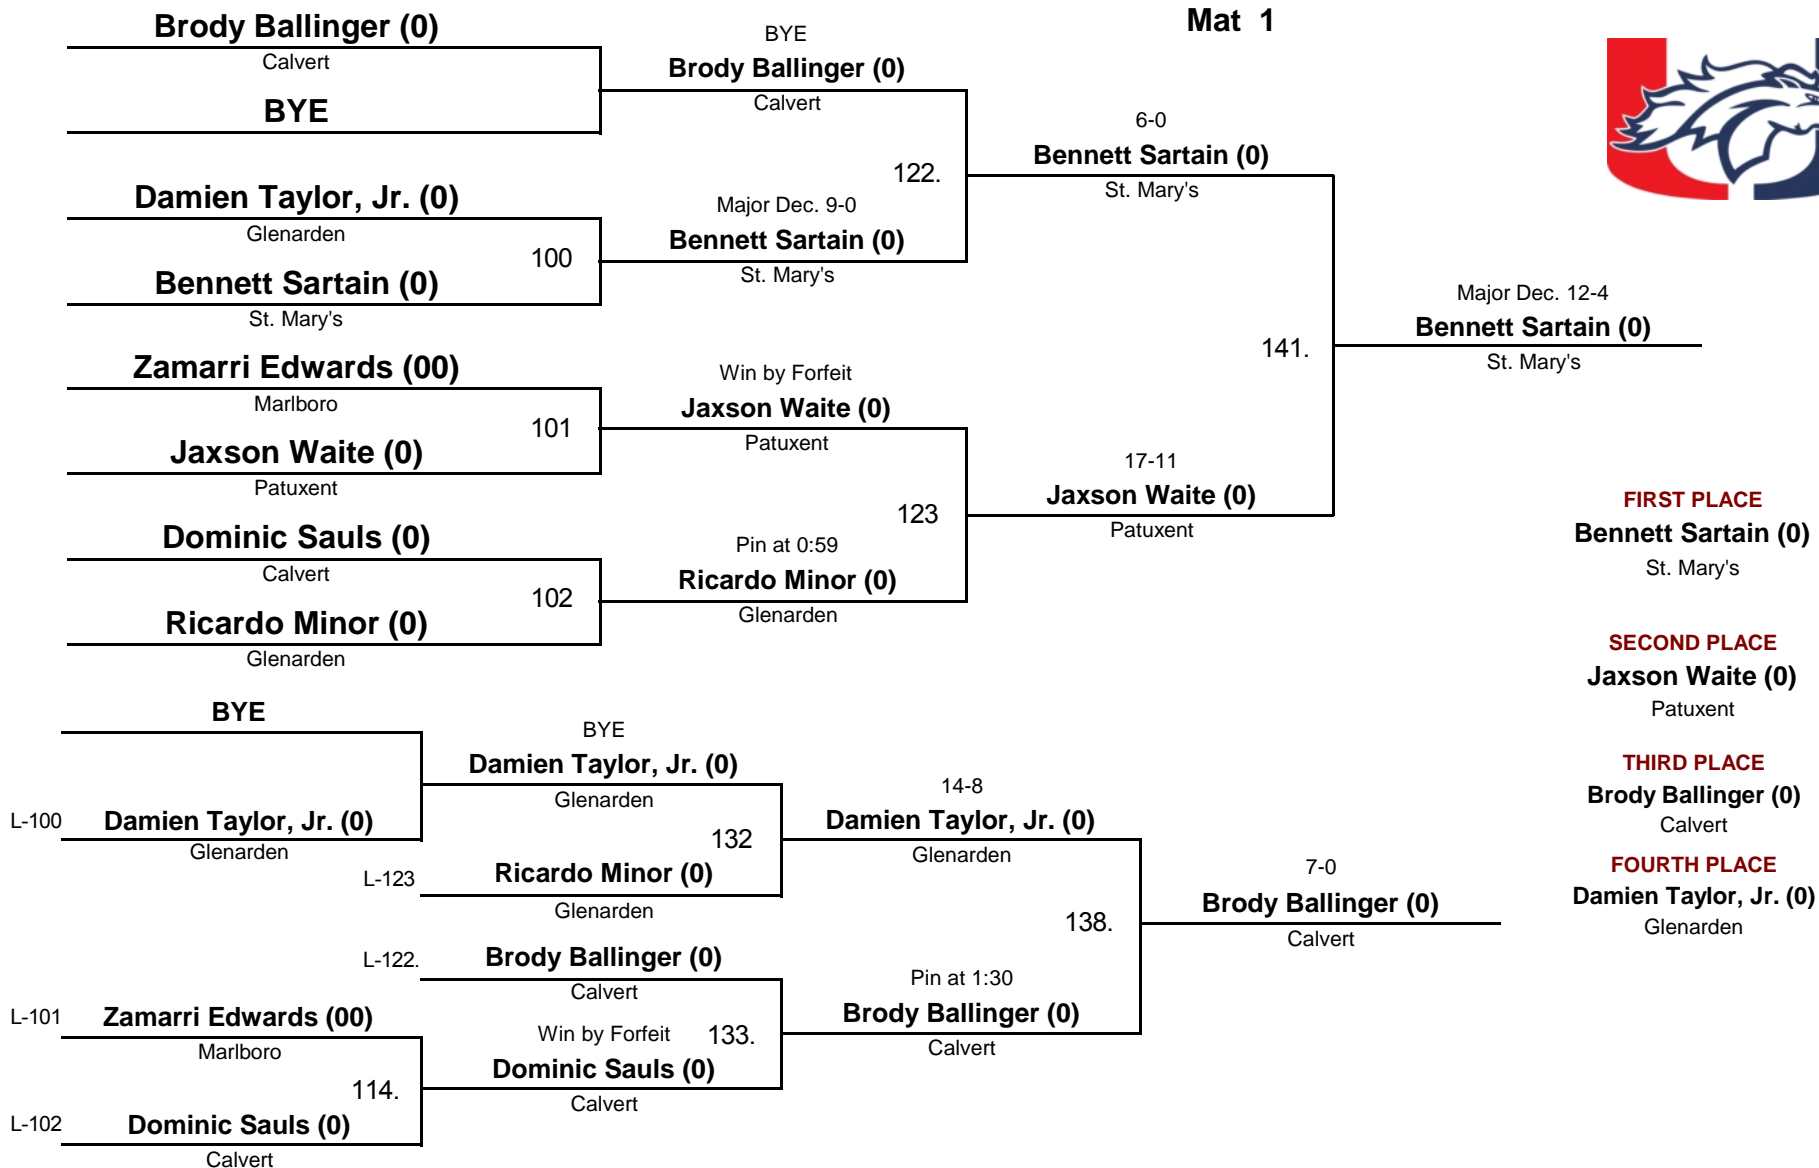 Mat 1
Brody Ballinger (0)
Calvert
BYE
Damien Taylor, Jr. (0)
Glenarden
100
Bennett Sartain (0)
St. Mary's
Zamarri Edwards (00)
Marlboro
101
Jaxson Waite (0)
Patuxent
Dominic Sauls (0)
Calvert
102
Ricardo Minor (0)
Glenarden
BYE
Brody Ballinger (0)
Calvert
122.
Major Dec. 9-0
Bennett Sartain (0)
St. Mary's
Win by Forfeit
Jaxson Waite (0)
Patuxent
123
Pin at 0:59
Ricardo Minor (0)
Glenarden
6-0
Bennett Sartain (0)
St. Mary's
141.
17-11
Jaxson Waite (0)
Patuxent
Major Dec. 12-4
Bennett Sartain (0)
St. Mary's
FIRST PLACE
Bennett Sartain (0)
St. Mary's
SECOND PLACE
Jaxson Waite (0)
Patuxent
THIRD PLACE
Brody Ballinger (0)
Calvert
FOURTH PLACE
Damien Taylor, Jr. (0)
Glenarden
BYE
L-100 Damien Taylor, Jr. (0)
Glenarden
L-101 Zamarri Edwards (00)
Marlboro
114.
L-102 Dominic Sauls (0)
Calvert
BYE
Damien Taylor, Jr. (0)
Glenarden
132
L-123 Ricardo Minor (0)
Glenarden
L-122. Brody Ballinger (0)
Calvert
Win by Forfeit 133.
Dominic Sauls (0)
Calvert
14-8
Damien Taylor, Jr. (0)
Glenarden
138.
Pin at 1:30
Brody Ballinger (0)
Calvert
7-0
Brody Ballinger (0)
Calvert